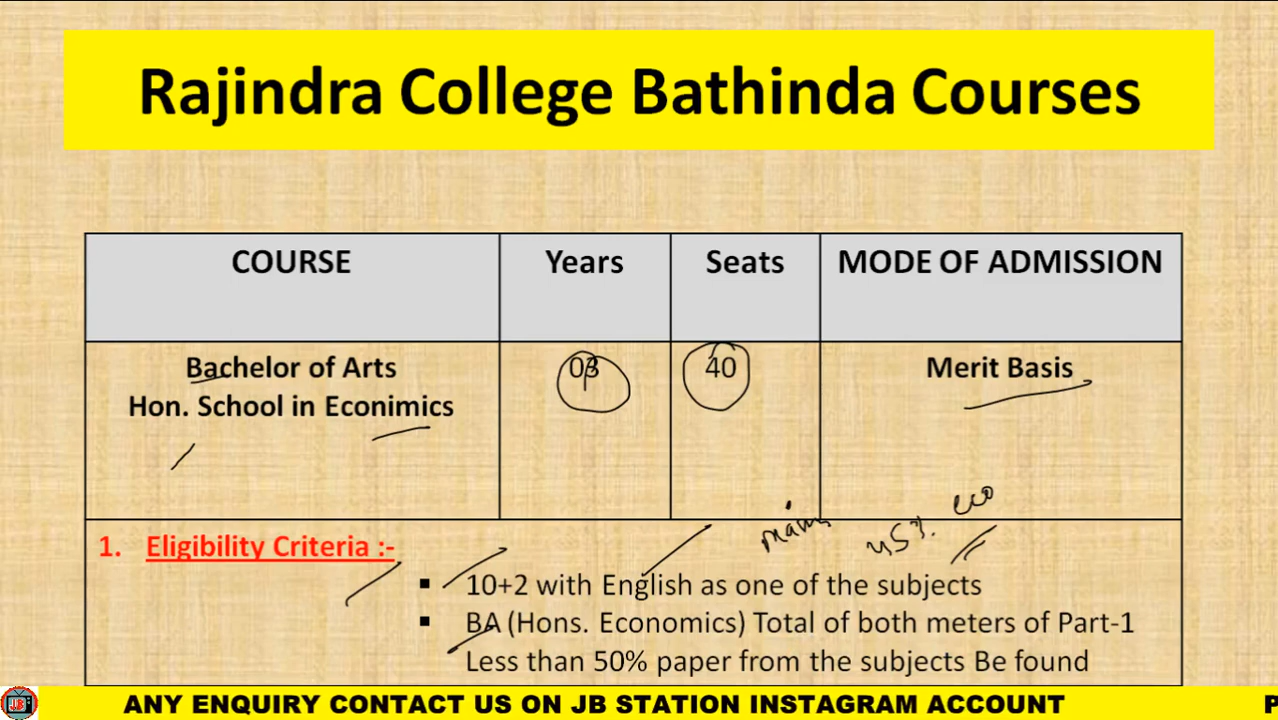 Rajindra College Bathinda Courses
COURSE
Years
Seats
MODE OF ADMISSION
Bachelor of Arts
Hon. School in Econimics
03
40
Merit Basis
45%. eco
1. Eligibility Criteria :-
▪ 10+2 with English as one of the subjects
▪ BA (Hons. Economics) Total of both meters of Part-1
Less than 50% paper from the subjects Be found
JB
ANY ENQUIRY CONTACT US ON JB STATION INSTAGRAM ACCOUNT